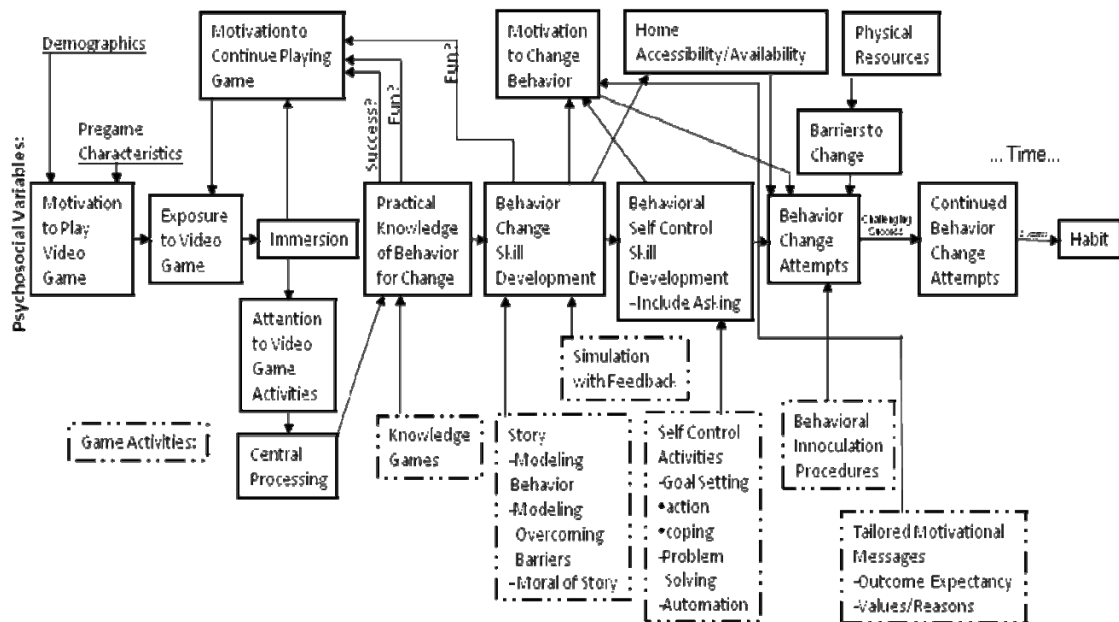 Demographics
Motivation to
Continue Playing
Game
Motivation
to Change
Behavior
Home
Accessibility/Availability
Physical
Resources
Fun?
Success?
Fun?
Pregame
Characteristics
Barriers to
Change
... Time...
Psychosocial Variables:
Motivation
to Play
Video
Game
Exposure
to Video
Game
Immersion
Practical
Knowledge
of Behavior
for Change
Behavior
Change
Skill
Development
Behavioral
Self Control
Skill
Development
-Include Asking
Behavior
Change
Attempts
Challenging
Success
Continued
Behavior
Change
Attempts
Habit
Attention
to Video
Game
Activities
Simulation
with Feedback
Game Activities:
Central
Processing
Knowledge
Games
Story
-Modeling
Behavior
-Modeling
Overcoming
Barriers
-Moral of Story
Self Control
Activities
-Goal Setting
•action
•coping
-Problem
Solving
-Automation
Behavioral
Innoculation
Procedures
Tailored Motivational
Messages
-Outcome Expectancy
-Values/Reasons